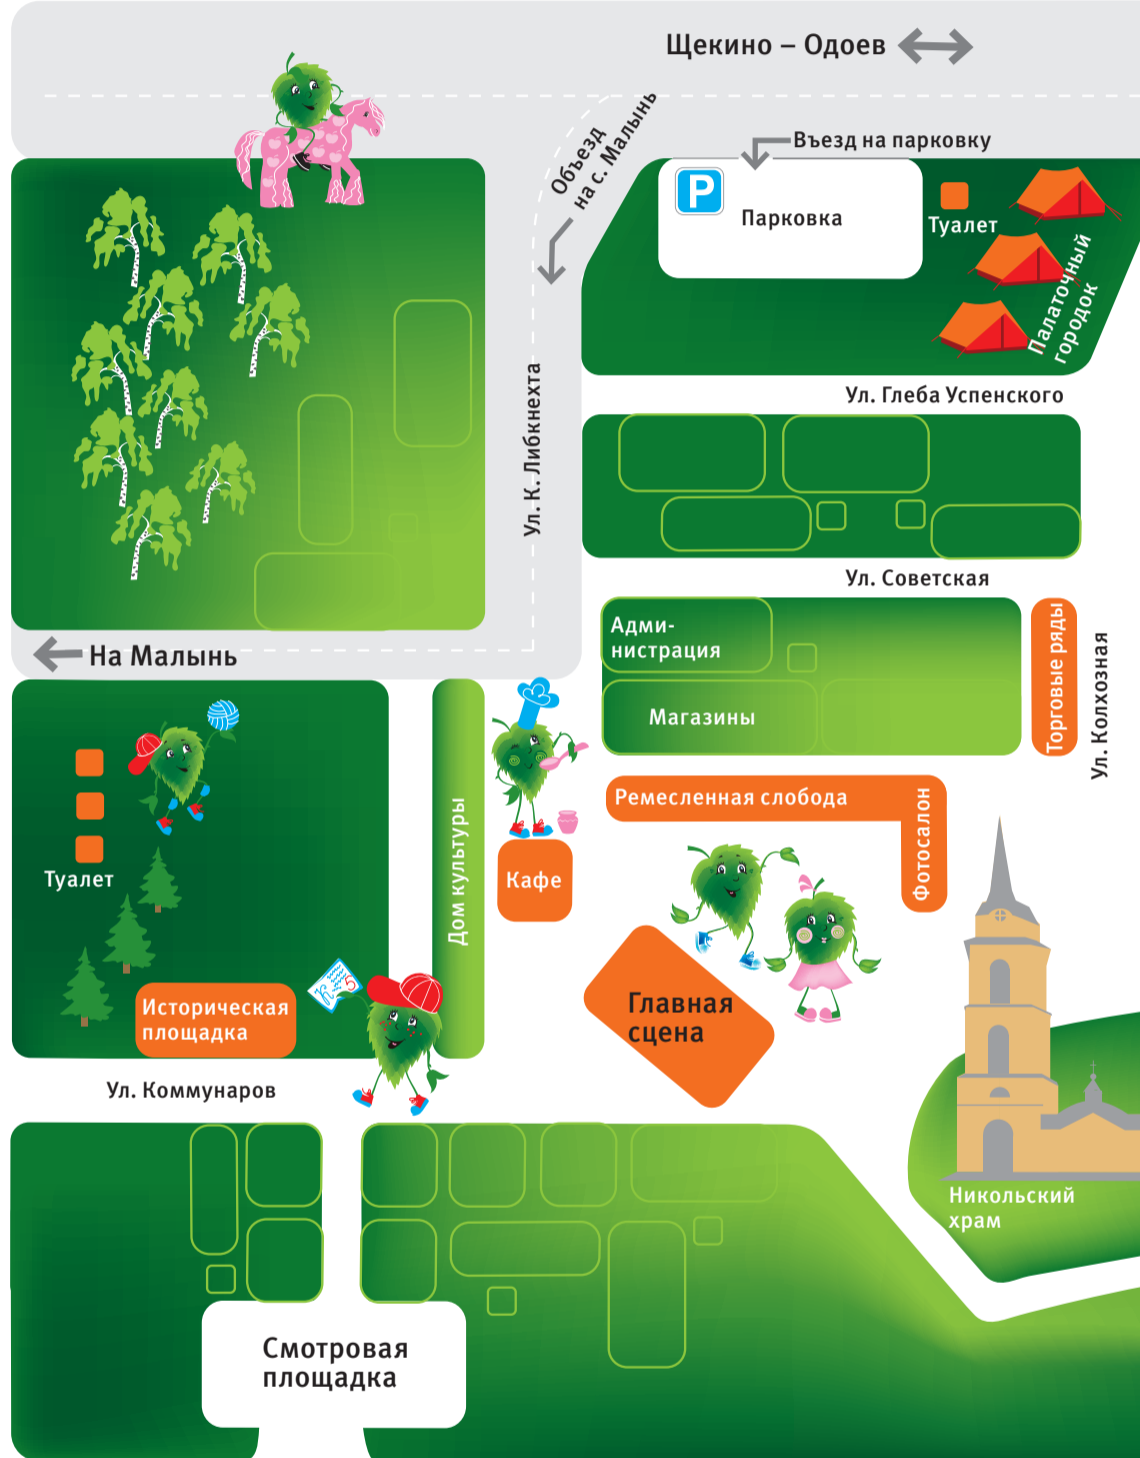 Щекино – Одоев
Объезд
на с. Малынь
Въезд на парковку
P
Парковка
Туалет
Палаточный
городок
Ул. К. Либкнехта
Ул. Глеба Успенского
Ул. Советская
На Малынь
Адми-
нистрация
Магазины
Торговые ряды
Ул. Колхозная
Ремесленная слобода
Фотосалон
Дом культуры
Кафе
Туалет
Главная
сцена
Историческая
площадка
5
Ул. Коммунаров
Никольский
храм
Смотровая
площадка